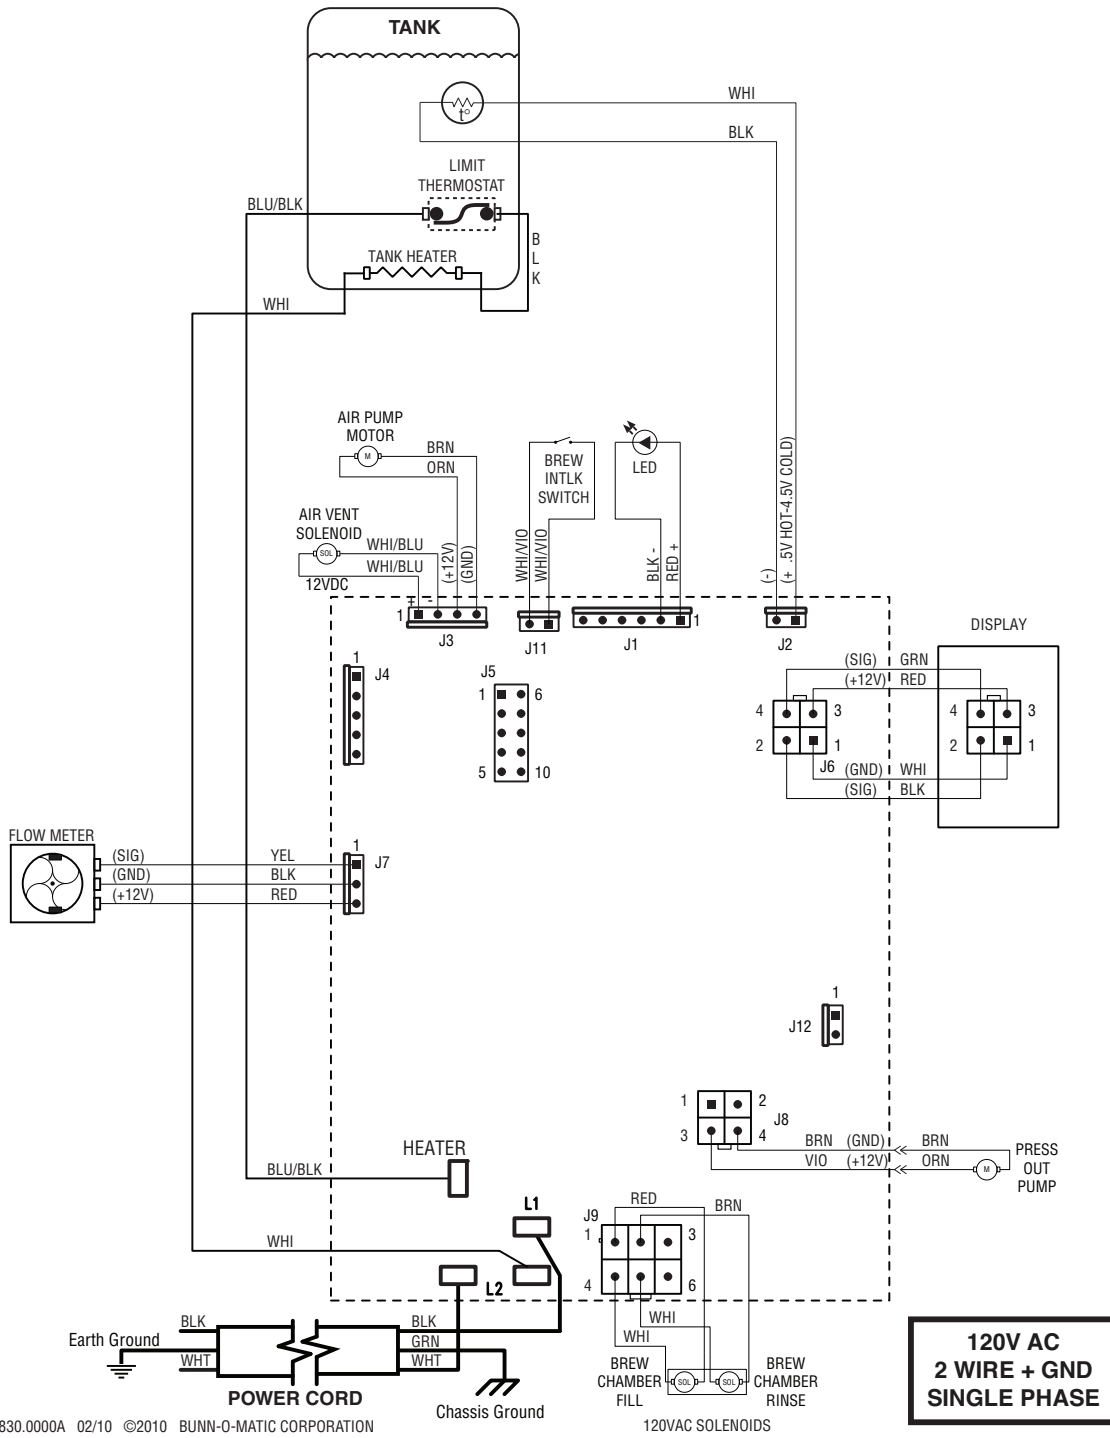 TANK
t°
WHI
BLK
LIMIT
THERMOSTAT
BLU/BLK
B
L
K
TANK HEATER
WHI
AIR PUMP
MOTOR
M
BRN
ORN
BREW
INTLK
SWITCH
LED
AIR VENT
SOLENOID
SOL
WHI/BLU
WHI/BLU
12VDC
(+12V)
(GND)
WHI/VIO
WHI/VIO
BLK -
RED +
(-)
(+ .5V HOT-4.5V COLD)
+ -
1
J3
J11
J1
1
J2
DISPLAY
1
J4
J5
1 6
5 10
(SIG) GRN
(+12V) RED
4 3
2 1
J6
4 3
2 1
(GND) WHI
(SIG) BLK
FLOW METER
(SIG) YEL
(GND) BLK
(+12V) RED
1
J7
1
J12
1 2
J8
3 4
BRN (GND) BRN
VIO (+12V) ORN
M
PRESS
OUT
PUMP
HEATER
BLU/BLK
L1
WHI
L2
J9
RED
BRN
1 3
4 6
WHI
WHI
BLK
Earth Ground
WHT
BLK
GRN
WHT
POWER CORD
Chassis Ground
BREW
CHAMBER
FILL
SOL
SOL
BREW
CHAMBER
RINSE
120VAC SOLENOIDS
120V AC
2 WIRE + GND
SINGLE PHASE
830.0000A 02/10 ©2010 BUNN-O-MATIC CORPORATION